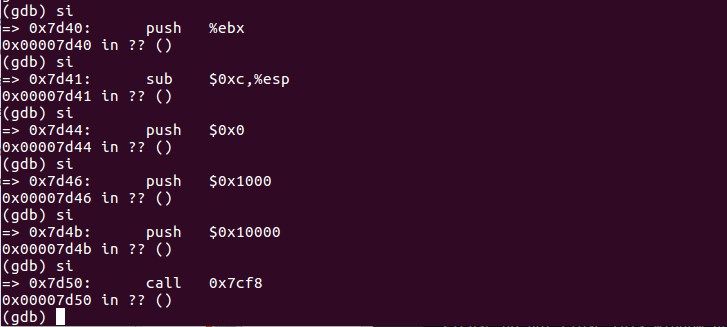 (gdb) si
=> 0x7d40:      push   %ebx
0x00007d40 in ?? ()
(gdb) si
=> 0x7d41:      sub    $0xc,%esp
0x00007d41 in ?? ()
(gdb) si
=> 0x7d44:      push   $0x0
0x00007d44 in ?? ()
(gdb) si
=> 0x7d46:      push   $0x1000
0x00007d46 in ?? ()
(gdb) si
=> 0x7d4b:      push   $0x10000
0x00007d4b in ?? ()
(gdb) si
=> 0x7d50:      call   0x7cf8
0x00007d50 in ?? ()
(gdb)